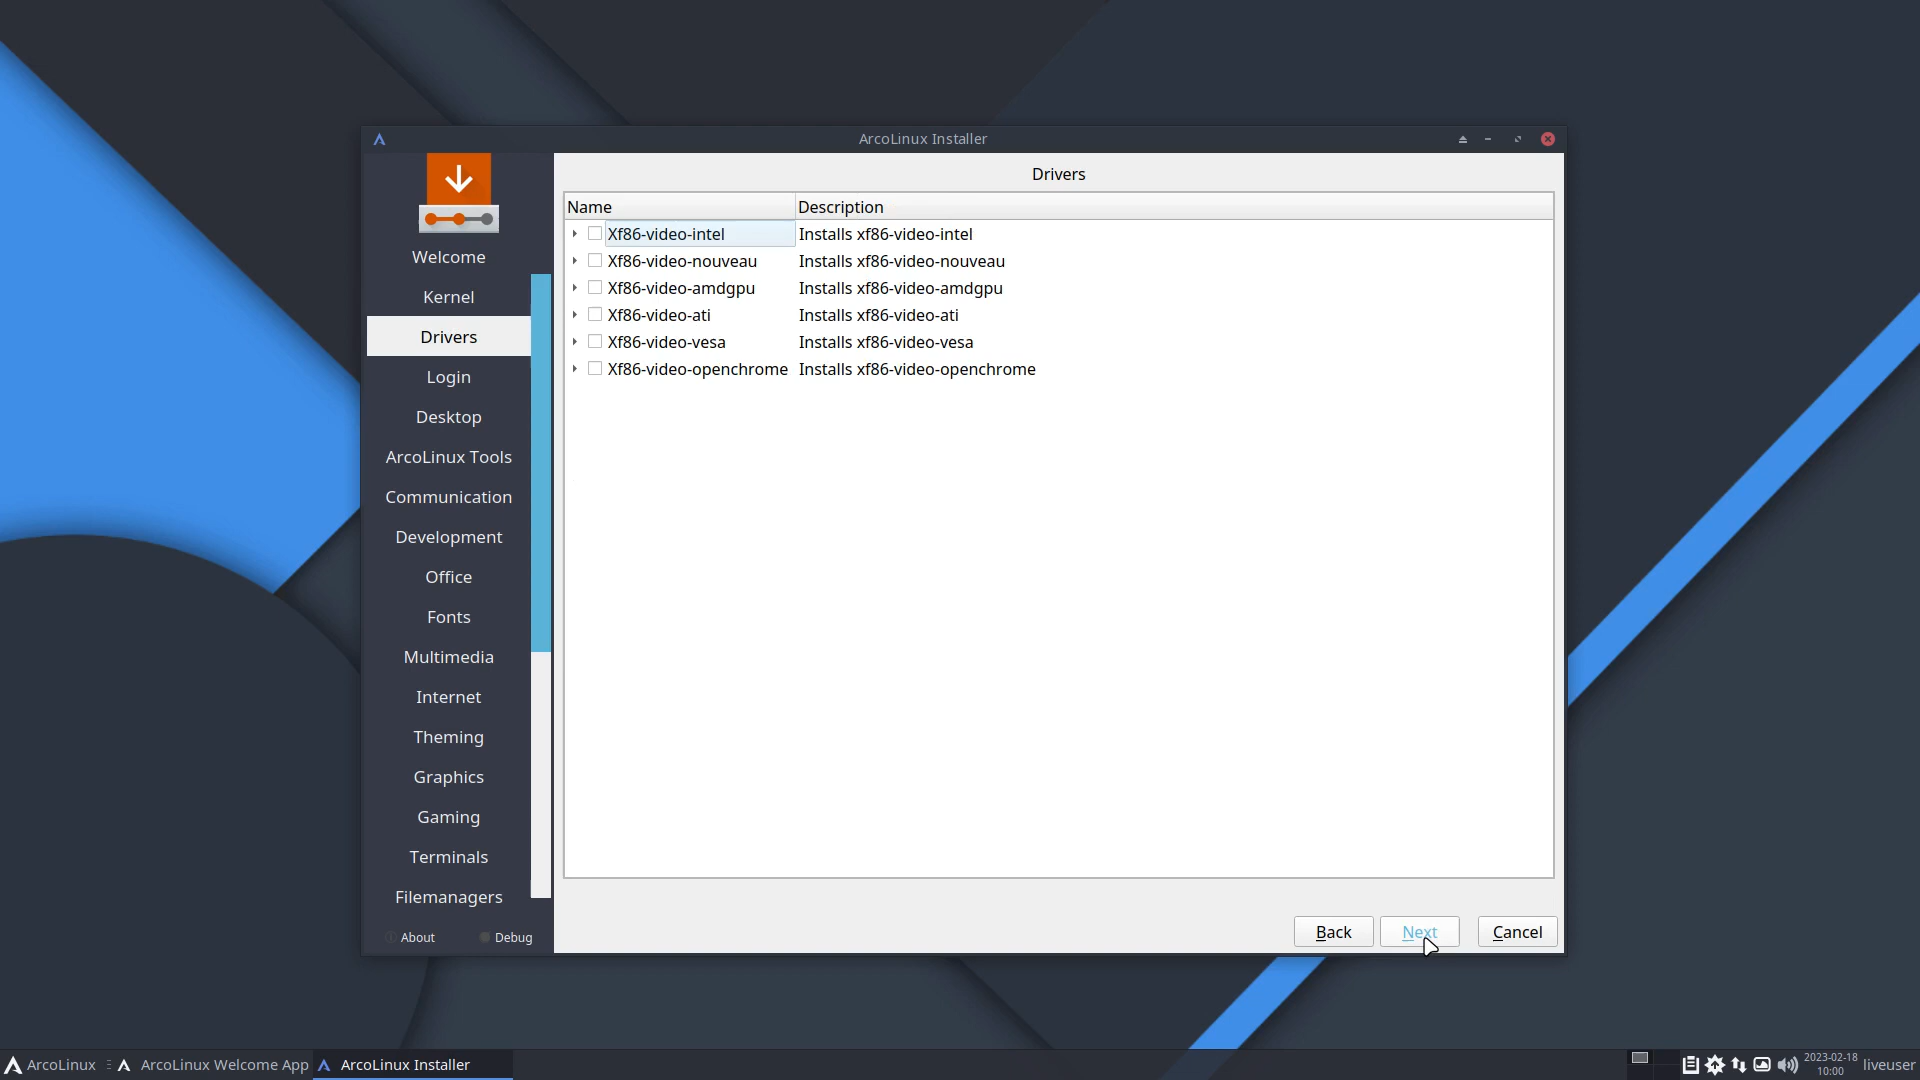 ArcoLinux Installer
Welcome
Kernel
Drivers
Login
Desktop
ArcoLinux Tools
Communication
Development
Office
Fonts
Multimedia
Internet
Theming
Graphics
Gaming
Terminals
Filemanagers
About Debug
Drivers
Name Description
Xf86-video-intel Installs xf86-video-intel
Xf86-video-nouveau Installs xf86-video-nouveau
Xf86-video-amdgpu Installs xf86-video-amdgpu
Xf86-video-ati Installs xf86-video-ati
Xf86-video-vesa Installs xf86-video-vesa
Xf86-video-openchrome Installs xf86-video-openchrome
Back Next Cancel
ArcoLinux ArcoLinux Welcome App ArcoLinux Installer
2023-02-18
10:00
liveuser